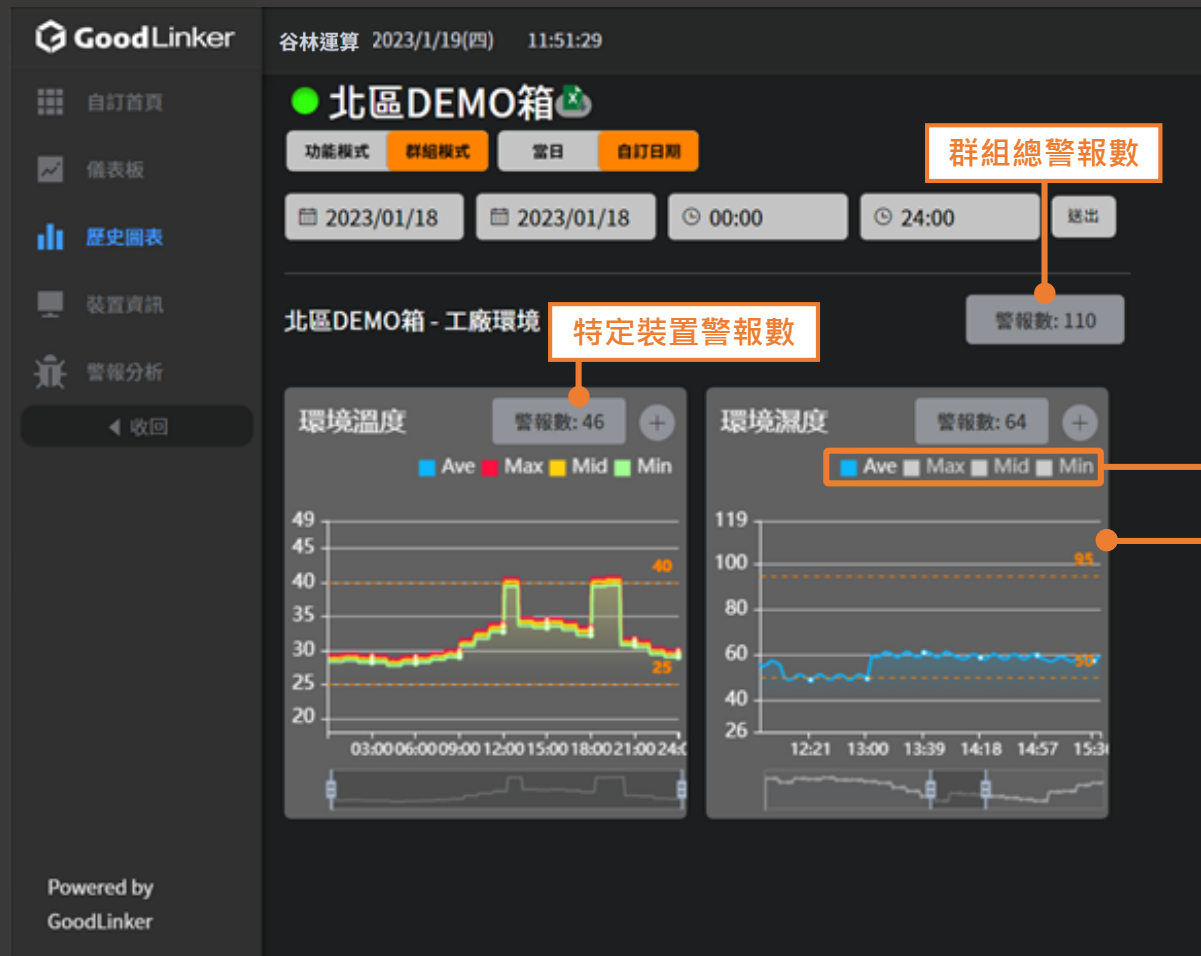 GoodLinker
谷林運算 2023/1/19(四) 11:51:29
自訂首頁
儀表板
歷史圖表
裝置資訊
警報分析
收回
Powered by
GoodLinker
北區DEMO箱
功能模式 群組模式 當日 自訂日期
群組總警報數
2023/01/18 2023/01/18 00:00 24:00 送出
北區DEMO箱 - 工廠環境
特定裝置警報數
警報數: 110
環境溫度 警報數: 46
Ave Max Mid Min
49
45
40
35
30
25
20
40
25
03:00 06:00 09:00 12:00 15:00 18:00 21:00 24:0
環境濕度 警報數: 64
Ave Max Mid Min
119
100
80
60
40
26
95
50
12:21 13:00 13:39 14:18 14:57 15:3